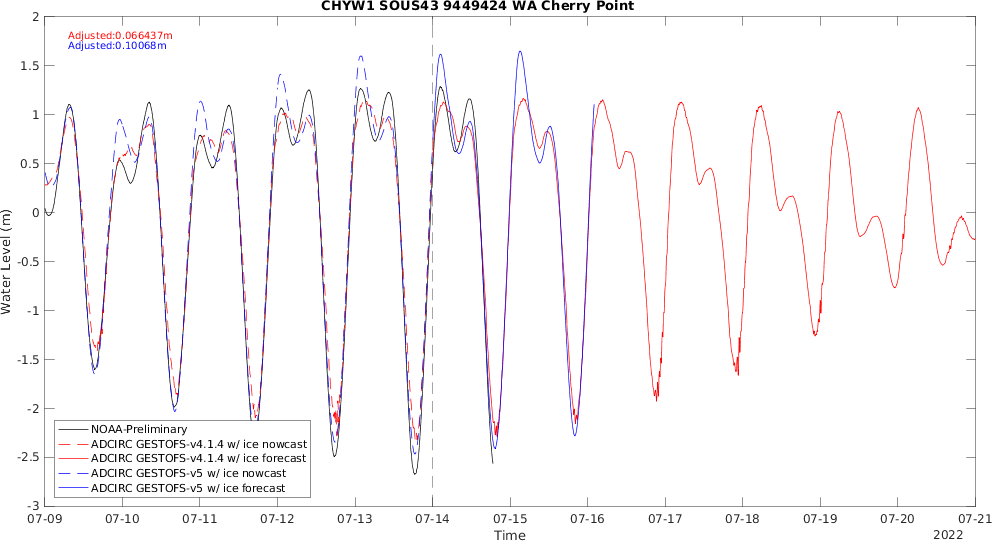 CHYW1 SOUS43 9449424 WA Cherry Point
Adjusted:0.066437m
Adjusted:0.10068m
Water Level (m)
2
1.5
1
0.5
0
-0.5
-1
-1.5
-2
-2.5
-3
NOAA-Preliminary
ADCIRC GESTOFS-v4.1.4 w/ ice nowcast
ADCIRC GESTOFS-v4.1.4 w/ ice forecast
ADCIRC GESTOFS-v5 w/ ice nowcast
ADCIRC GESTOFS-v5 w/ ice forecast
07-09 07-10 07-11 07-12 07-13 07-14 07-15 07-16 07-17 07-18 07-19 07-20 07-21
Time
2022